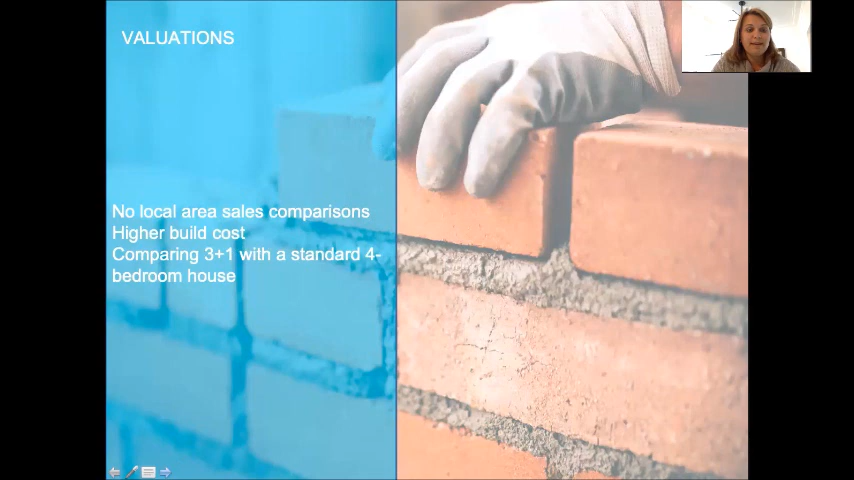 VALUATIONS
No local area sales comparisons
Higher build cost
Comparing 3+1 with a standard 4-
bedroom house